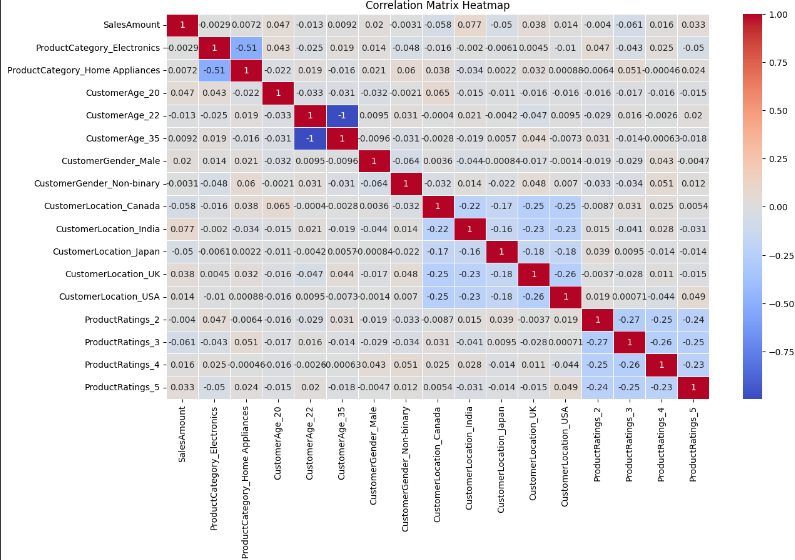 Correlation Matrix Heatmap
SalesAmount 1 -0.0029 0.0072 0.047 -0.013 0.0092 0.02 -0.0031 -0.058 0.077 -0.05 0.038 0.014 -0.004 -0.061 0.016 0.033
ProductCategory_Electronics -0.0029 1 -0.51 0.043 -0.025 0.019 0.014 -0.048 -0.016 -0.002 -0.0061 0.0045 -0.01 0.047 -0.043 0.025 -0.05
ProductCategory_Home Appliances 0.0072 -0.51 1 -0.022 0.019 -0.016 0.021 0.06 0.038 -0.034 0.0022 0.032 0.00088 -0.0064 0.051 -0.00046 0.024
CustomerAge_20 0.047 0.043 -0.022 1 -0.033 -0.031 -0.032 -0.0021 0.065 -0.015 -0.011 -0.016 -0.016 -0.016 0.017 -0.016 -0.015
CustomerAge_22 -0.013 -0.025 0.019 -0.033 1 -1 0.0095 0.031 -0.0004 0.021 -0.0042 -0.047 0.0095 -0.029 0.016 -0.0026 0.02
CustomerAge_35 0.0092 0.019 -0.016 -0.031 -1 1 -0.0096 -0.031 -0.0028 -0.019 0.0057 0.044 -0.0073 0.031 -0.014 -0.00063 -0.018
CustomerGender_Male 0.02 0.014 0.021 -0.032 0.0095 -0.0096 1 -0.064 0.0036 -0.044 0.00084 -0.017 -0.0014 -0.019 -0.029 0.043 -0.0047
CustomerGender_Non-binary -0.0031 -0.048 0.06 -0.0021 0.031 -0.031 -0.064 1 -0.032 0.014 -0.022 0.048 0.007 -0.033 -0.034 0.051 0.012
CustomerLocation_Canada -0.058 -0.016 0.038 0.065 -0.0004 -0.0028 0.0036 -0.032 1 -0.22 -0.17 -0.25 -0.25 -0.0087 0.031 0.025 0.0054
CustomerLocation_India 0.077 -0.002 -0.034 -0.015 0.021 -0.019 -0.044 0.014 -0.22 1 -0.16 -0.23 -0.23 0.015 -0.041 0.028 -0.031
CustomerLocation_Japan -0.05 -0.0061 0.0022 -0.011 -0.0042 0.0057 0.00084 -0.022 -0.17 -0.16 1 -0.18 -0.18 0.039 0.0095 -0.014 -0.014
CustomerLocation_UK 0.038 0.0045 0.032 -0.016 -0.047 0.044 -0.017 0.048 -0.25 -0.23 -0.18 1 -0.26 -0.0037 -0.028 0.011 -0.015
CustomerLocation_USA 0.014 -0.01 0.00088 -0.016 0.0095 -0.0073 -0.0014 0.007 -0.25 -0.23 -0.18 -0.26 1 0.019 0.00071 -0.044 0.049
ProductRatings_2 -0.004 0.047 -0.0064 -0.016 -0.029 0.031 -0.019 -0.033 -0.0087 0.015 0.039 -0.0037 0.019 1 -0.27 -0.25 -0.24
ProductRatings_3 -0.061 -0.043 0.051 0.017 0.016 -0.014 -0.029 -0.034 0.031 -0.041 0.0095 -0.028 0.00071 -0.27 1 -0.26 -0.25
ProductRatings_4 0.016 0.025 -0.00046 -0.016 -0.0026 -0.00063 0.043 0.051 0.025 0.028 -0.014 0.011 -0.044 -0.25 -0.26 1 -0.23
ProductRatings_5 0.033 -0.05 0.024 -0.015 0.02 -0.018 -0.0047 0.012 0.0054 -0.031 -0.014 -0.015 0.049 -0.24 -0.25 -0.23 1
SalesAmount
ProductCategory_Electronics
ProductCategory_Home Appliances
CustomerAge_20
CustomerAge_22
CustomerAge_35
CustomerGender_Male
CustomerGender_Non-binary
CustomerLocation_Canada
CustomerLocation_India
CustomerLocation_Japan
CustomerLocation_UK
CustomerLocation_USA
ProductRatings_2
ProductRatings_3
ProductRatings_4
ProductRatings_5
1.00
0.75
0.50
0.25
0.00
−0.25
−0.50
−0.75